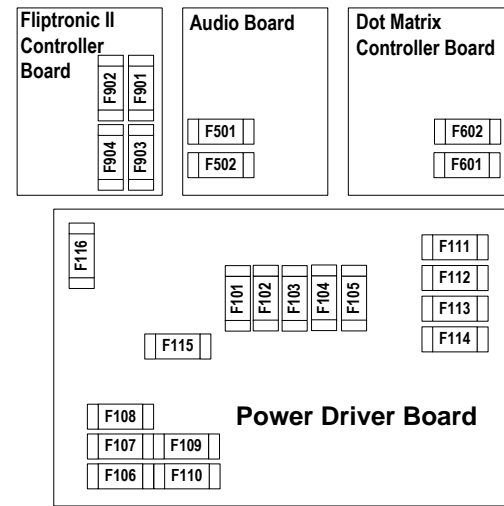 Fliptronic II
Controller
Board
F902 F901
F904 F903
Audio Board
F501
F502
Dot Matrix
Controller Board
F602
F601
F116
F101 F102 F103 F104 F105
F111
F112
F113
F114
F115
Power Driver Board
F108
F107 F109
F106 F110